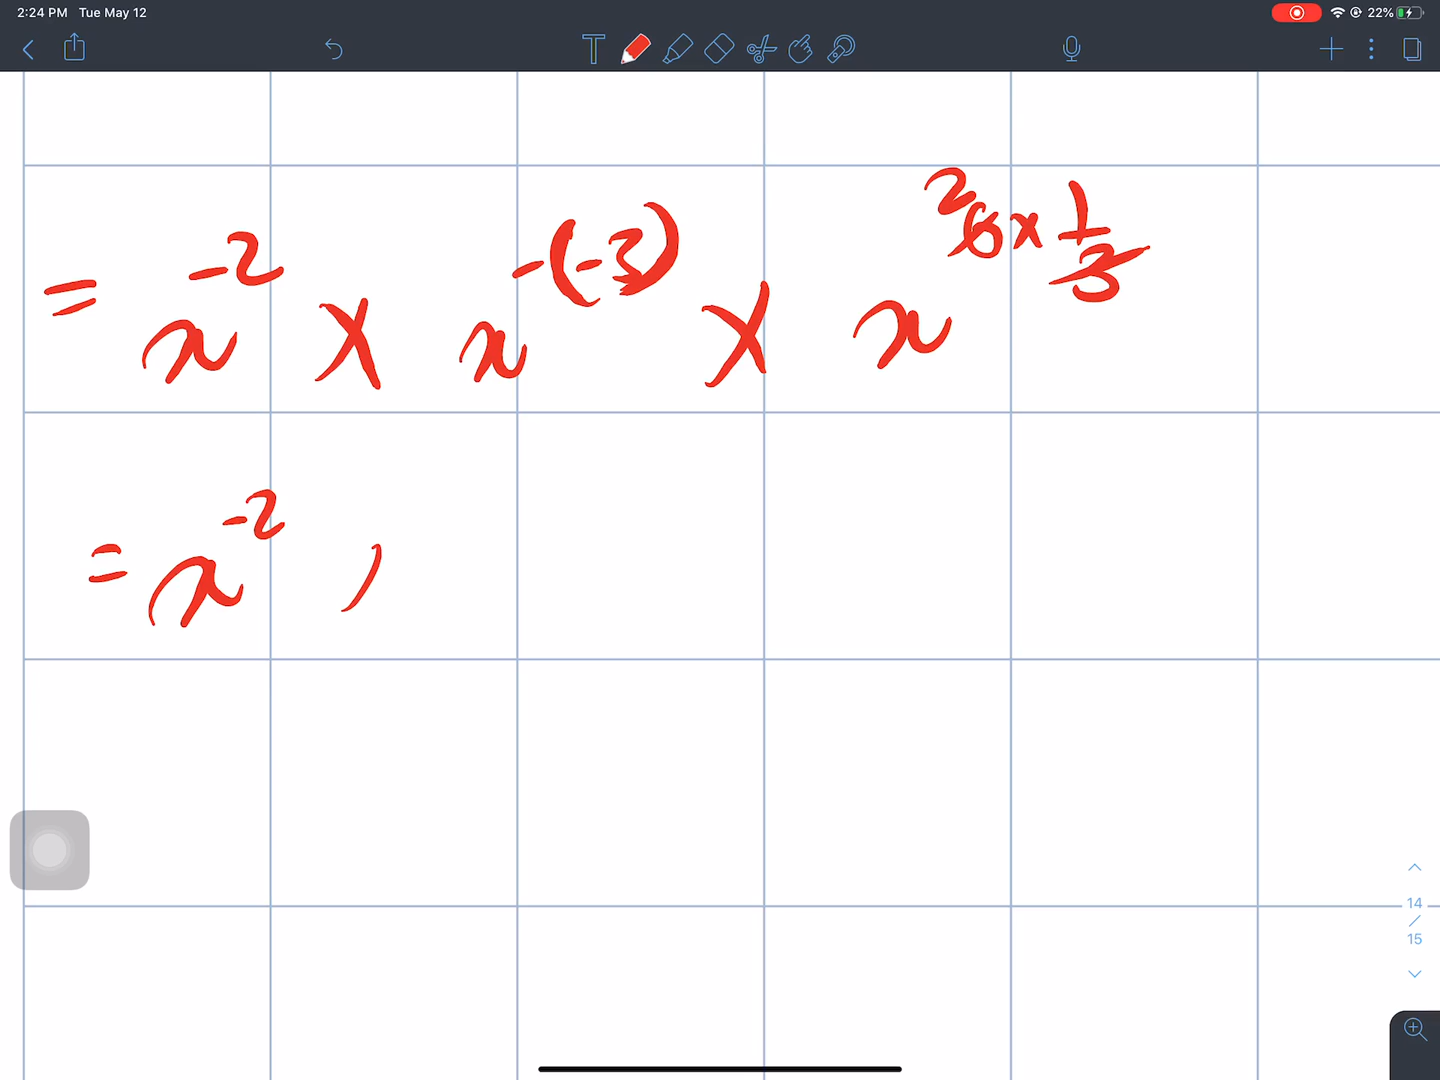 2:24 PM Tue May 12 22%
T
= x^-2 × x^-(-3) × x^2 6 × 1/3
= x^-2 )
14
/
15